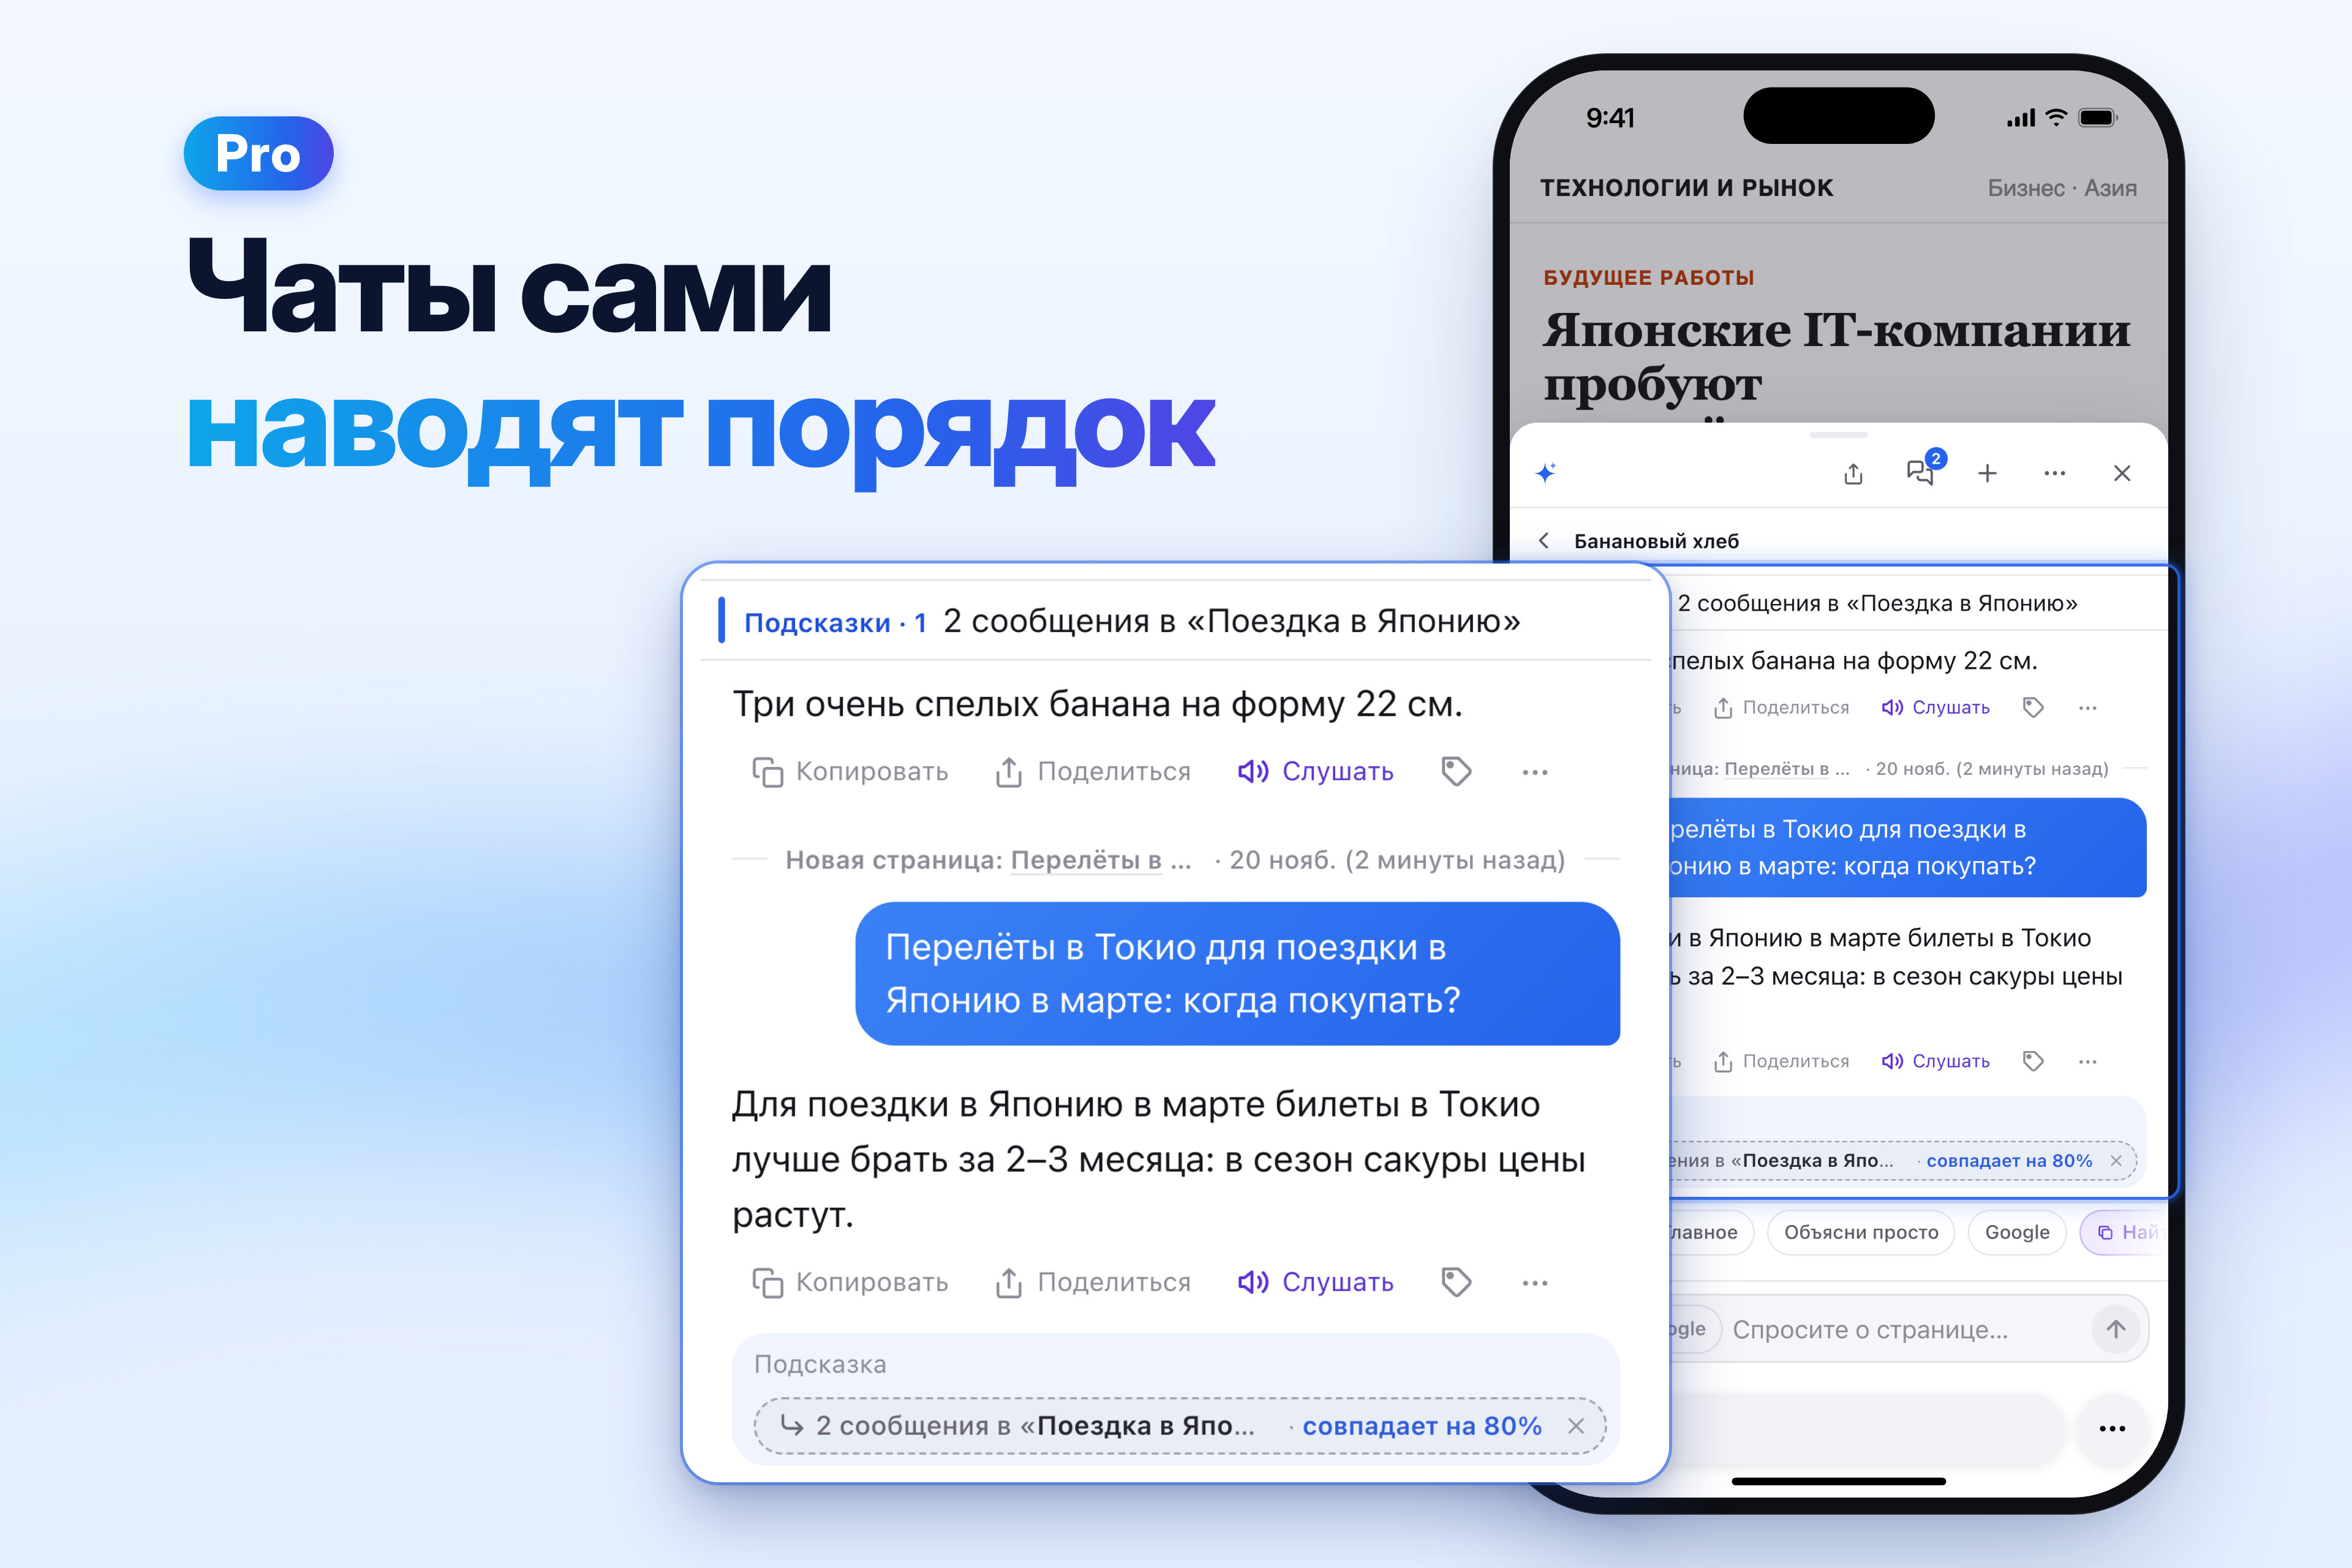 Pro
Чаты сами
наводят порядок
9:41
ТЕХНОЛОГИИ И РЫНОК
Бизнес · Азия
БУДУЩЕЕ РАБОТЫ
Японские IT-компании
пробуют
2
Банановый хлеб
2 сообщения в «Поездка в Японию»
спелых банана на форму 22 см.
Поделиться
Слушать
Перелёты в ... · 20 нояб. (2 минуты назад)
в Токио для поездки в
в марте: когда покупать?
в Японию в марте билеты в Токио
за 2–3 месяца: в сезон сакуры цены
Поделиться
Слушать
в «Поездка в Япо... · совпадает на 80%
Объясни просто
Google
Спросите о странице...
Подсказки · 1 2 сообщения в «Поездка в Японию»
Три очень спелых банана на форму 22 см.
Копировать
Поделиться
Слушать
Новая страница: Перелёты в ... · 20 нояб. (2 минуты назад)
Перелёты в Токио для поездки в
Японию в марте: когда покупать?
Для поездки в Японию в марте билеты в Токио
лучше брать за 2–3 месяца: в сезон сакуры цены
растут.
Копировать
Поделиться
Слушать
Подсказка
2 сообщения в «Поездка в Япо... · совпадает на 80%